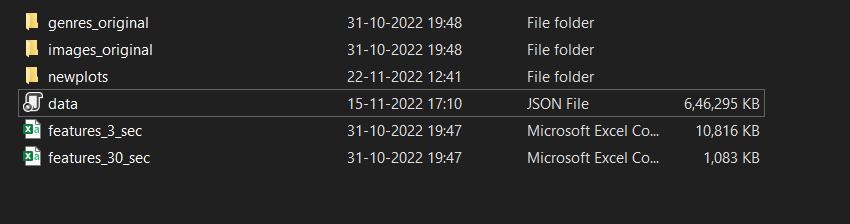 genres_original 31-10-2022 19:48 File folder
images_original 31-10-2022 19:48 File folder
newplots 22-11-2022 12:41 File folder
data 15-11-2022 17:10 JSON File 6,46,295 KB
features_3_sec 31-10-2022 19:47 Microsoft Excel Co... 10,816 KB
features_30_sec 31-10-2022 19:47 Microsoft Excel Co... 1,083 KB